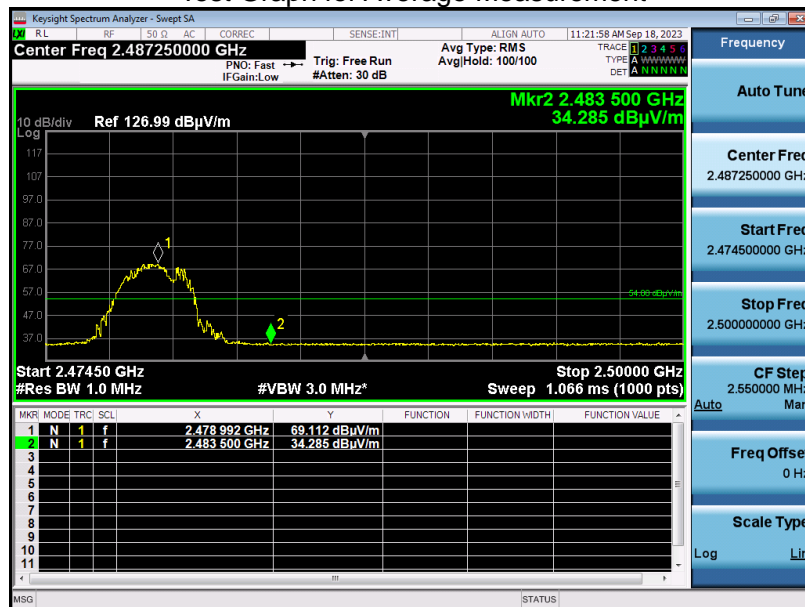 Keysight Spectrum Analyzer - Swept SA
LXI RL RF 50 Ω AC CORREC SENSE:INT ALIGN AUTO 11:21:58 AM Sep 18, 2023
Center Freq 2.487250000 GHz
PNO: Fast
IFGain:Low
Trig: Free Run
#Atten: 30 dB
Avg Type: RMS
Avg|Hold: 100/100
TRACE 1 2 3 4 5 6
TYPE A WWWWW
DET A N N N N N
Mkr2 2.483 500 GHz
34.285 dBµV/m
10 dB/div Ref 126.99 dBµV/m
Log
117
107
97.0
87.0
77.0
67.0
57.0
47.0
37.0
1
2
54.00 dBµV/m
Start 2.47450 GHz Stop 2.50000 GHz
#Res BW 1.0 MHz #VBW 3.0 MHz* Sweep 1.066 ms (1000 pts)
MKR MODE TRC SCL X Y FUNCTION FUNCTION WIDTH FUNCTION VALUE
1 N 1 f 2.478 992 GHz 69.112 dBµV/m
2 N 1 f 2.483 500 GHz 34.285 dBµV/m
3
4
5
6
7
8
9
10
11
MSG STATUS
Frequency
Auto Tune
Center Freq
2.487250000 GHz
Start Freq
2.474500000 GHz
Stop Freq
2.500000000 GHz
CF Step
2.550000 MHz
Auto Man
Freq Offset
0 Hz
Scale Type
Log Lin